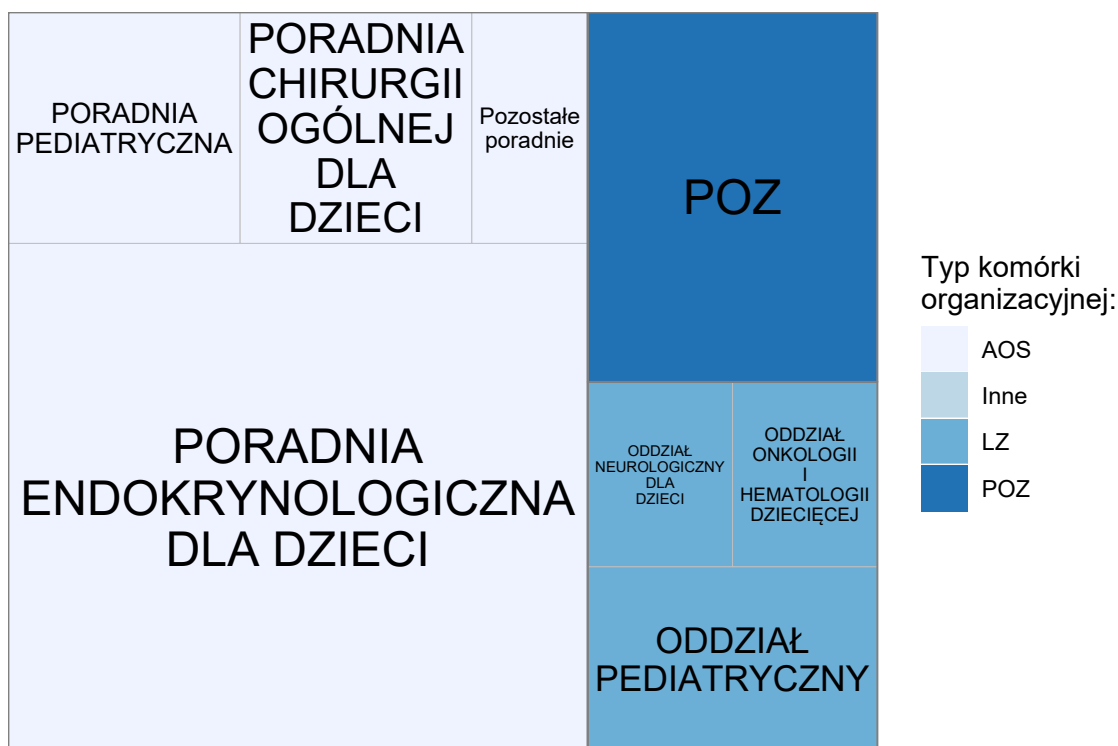 PORADNIA
PEDIATRYCZNA
PORADNIA
CHIRURGII
OGÓLNEJ
DLA
DZIECI
Pozostałe
poradnie
POZ
PORADNIA
ENDOKRYNOLOGICZNA
DLA DZIECI
ODDZIAŁ
NEUROLOGICZNY
DLA
DZIECI
ODDZIAŁ
ONKOLOGII
I
HEMATOLOGII
DZIECIĘCEJ
ODDZIAŁ
PEDIATRYCZNY
Typ komórki
organizacyjnej:
AOS
Inne
LZ
POZ